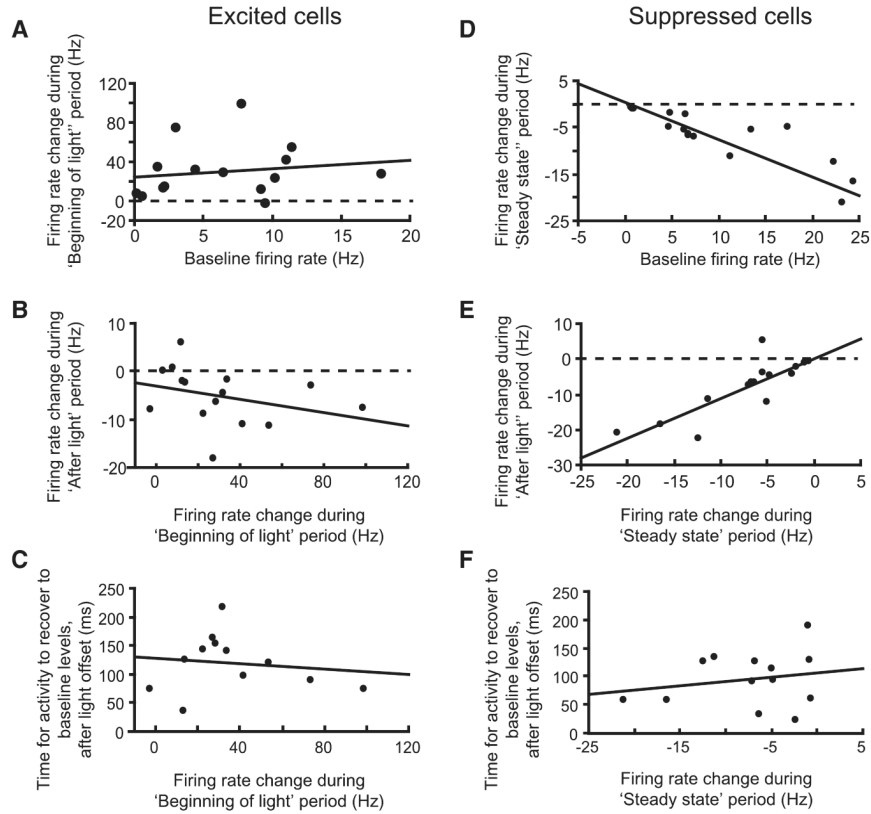 Excited cells
Suppressed cells
A
Firing rate change during
'Beginning of light" period (Hz)
120
80
40
20
0
-20
0
5
10
15
20
Baseline firing rate (Hz)
D
Firing rate change during
'Steady state" period (Hz)
5
-5
-15
-25
-5
0
5
10
15
20
25
Baseline firing rate (Hz)
B
Firing rate change during
'After light' period (Hz)
10
0
-10
-20
0
40
80
120
Firing rate change during
'Beginning of light' period (Hz)
E
Firing rate change during
'After light" period (Hz)
10
0
-10
-20
-30
-25
-20
-15
-10
-5
0
5
Firing rate change during
'Steady state' period (Hz)
C
Time for activity to recover to
baseline levels,
after light offset (ms)
250
200
150
100
50
0
0
40
80
120
Firing rate change during
'Beginning of light' period (Hz)
F
Time for activity to recover to
baseline levels,
after light offset (ms)
250
200
150
100
50
0
-25
-15
-5
5
Firing rate change during
'Steady state' period (Hz)